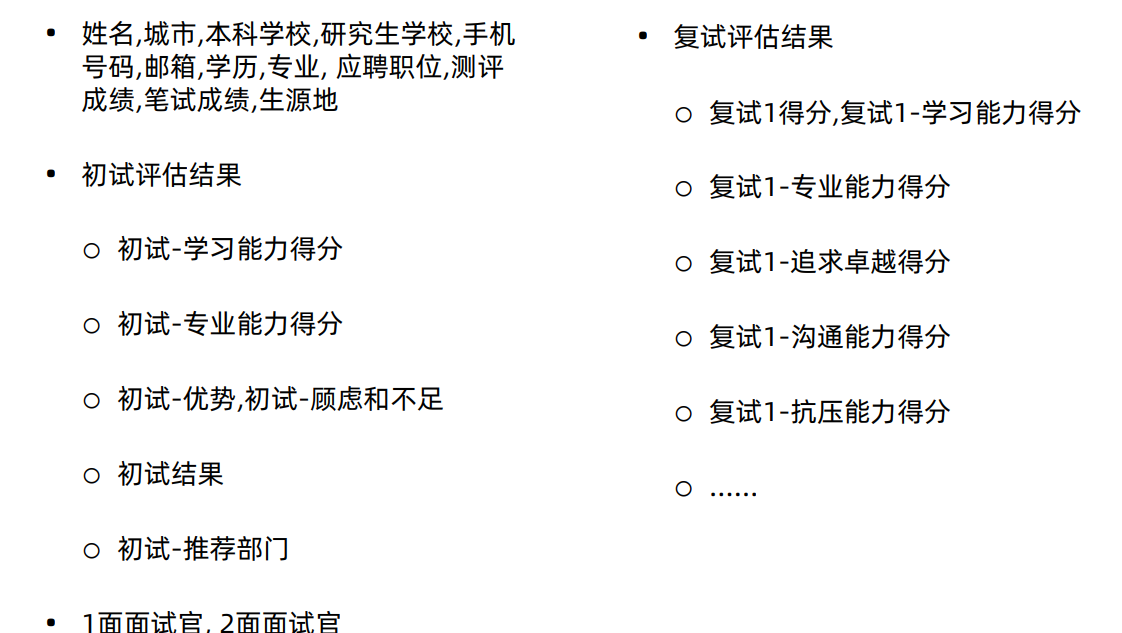 • 姓名,城市,本科学校,研究生学校,手机
号码,邮箱,学历,专业, 应聘职位,测评
成绩,笔试成绩,生源地
• 初试评估结果
○ 初试-学习能力得分
○ 初试-专业能力得分
○ 初试-优势,初试-顾虑和不足
○ 初试结果
○ 初试-推荐部门
• 1面面试官, 2面面试官
• 复试评估结果
○ 复试1得分,复试1-学习能力得分
○ 复试1-专业能力得分
○ 复试1-追求卓越得分
○ 复试1-沟通能力得分
○ 复试1-抗压能力得分
○ ......